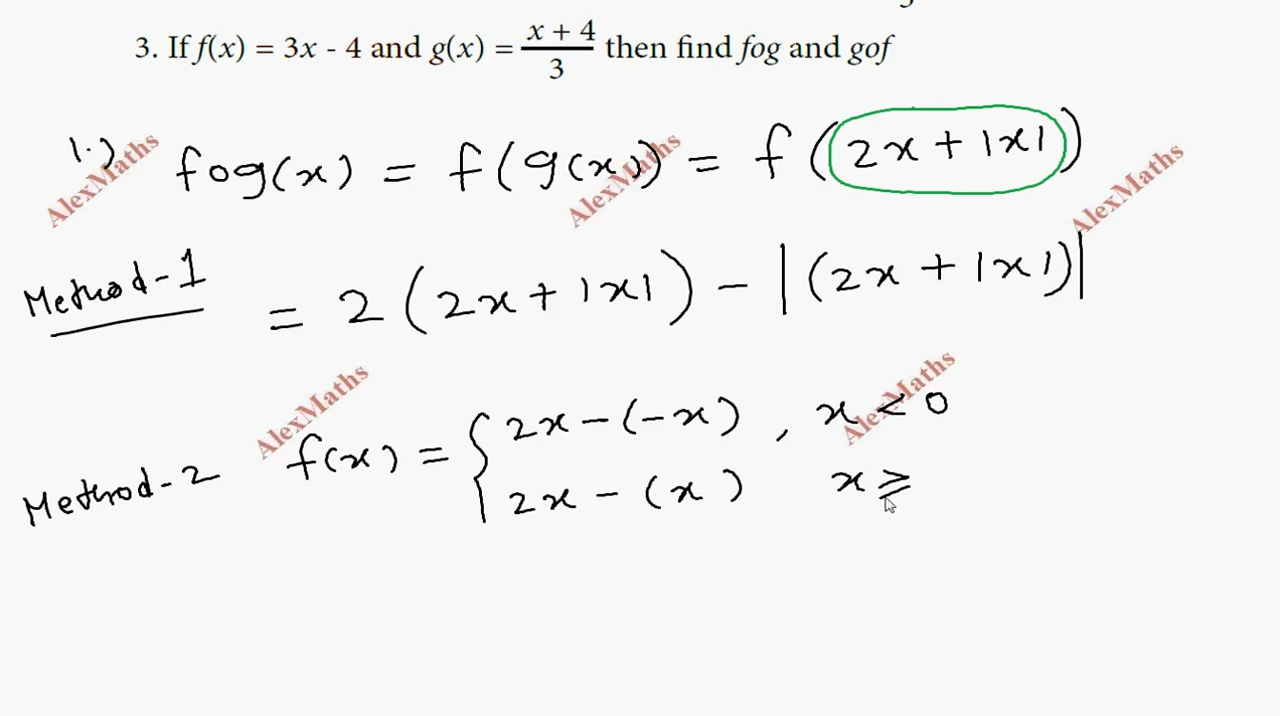 3. If f(x) = 3x - 4 and g(x) = (x + 4)/3 then find fog and gof
1.) fog(x) = f(g(x)) = f(2x + |x|)
Method-1
= 2(2x + |x|) - |(2x + |x|)|
Method-2 f(x) = { 2x - (-x) , x < 0
2x - (x) x ≥
AlexMaths
AlexMaths
AlexMaths
AlexMaths
AlexMaths